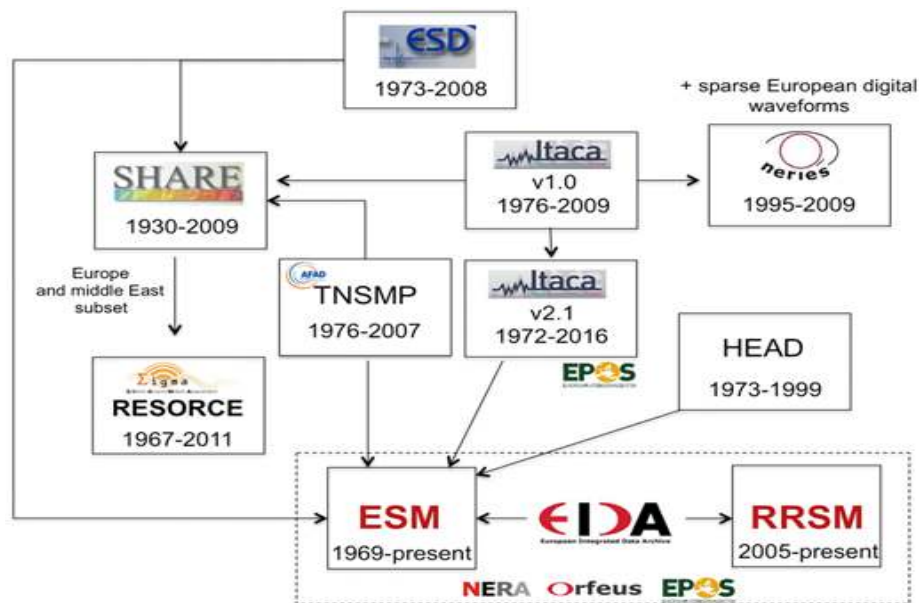 ESD
1973-2008
+ sparse European digital
waveforms
SHARE
1930-2009
Itaca
v1.0
1976-2009
neries
1995-2009
Europe
and middle East
subset
AFAD
TNSMP
1976-2007
Itaca
v2.1
1972-2016
EPOS
HEAD
1973-1999
Σigma
RESORCE
1967-2011
ESM
1969-present
EIDA
European Integrated Data Archive
RRSM
2005-present
NERA
Orfeus
EPOS